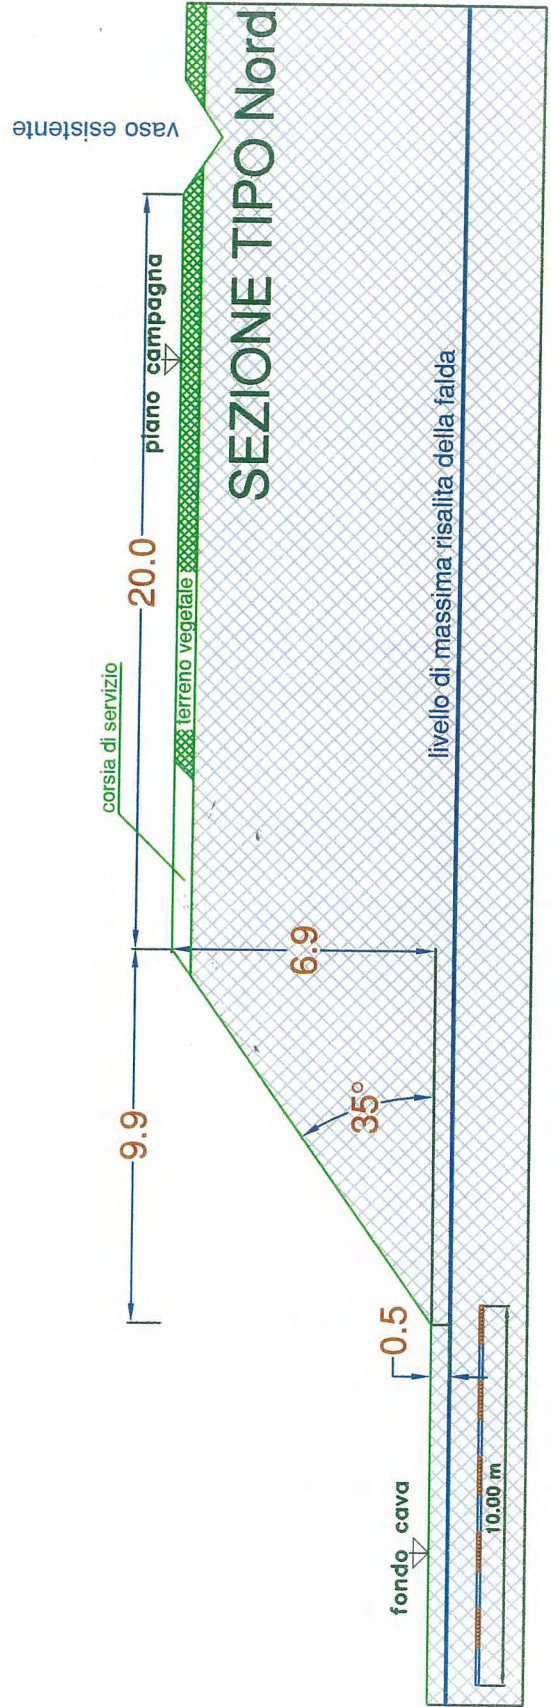 vaso esistente
piano campagna
20.0
SEZIONE TIPO Nord
corsia di servizio
terreno vegetale
9.9
6.9
35°
livello di massima risalita della falda
0.5
fondo cava
10.00 m